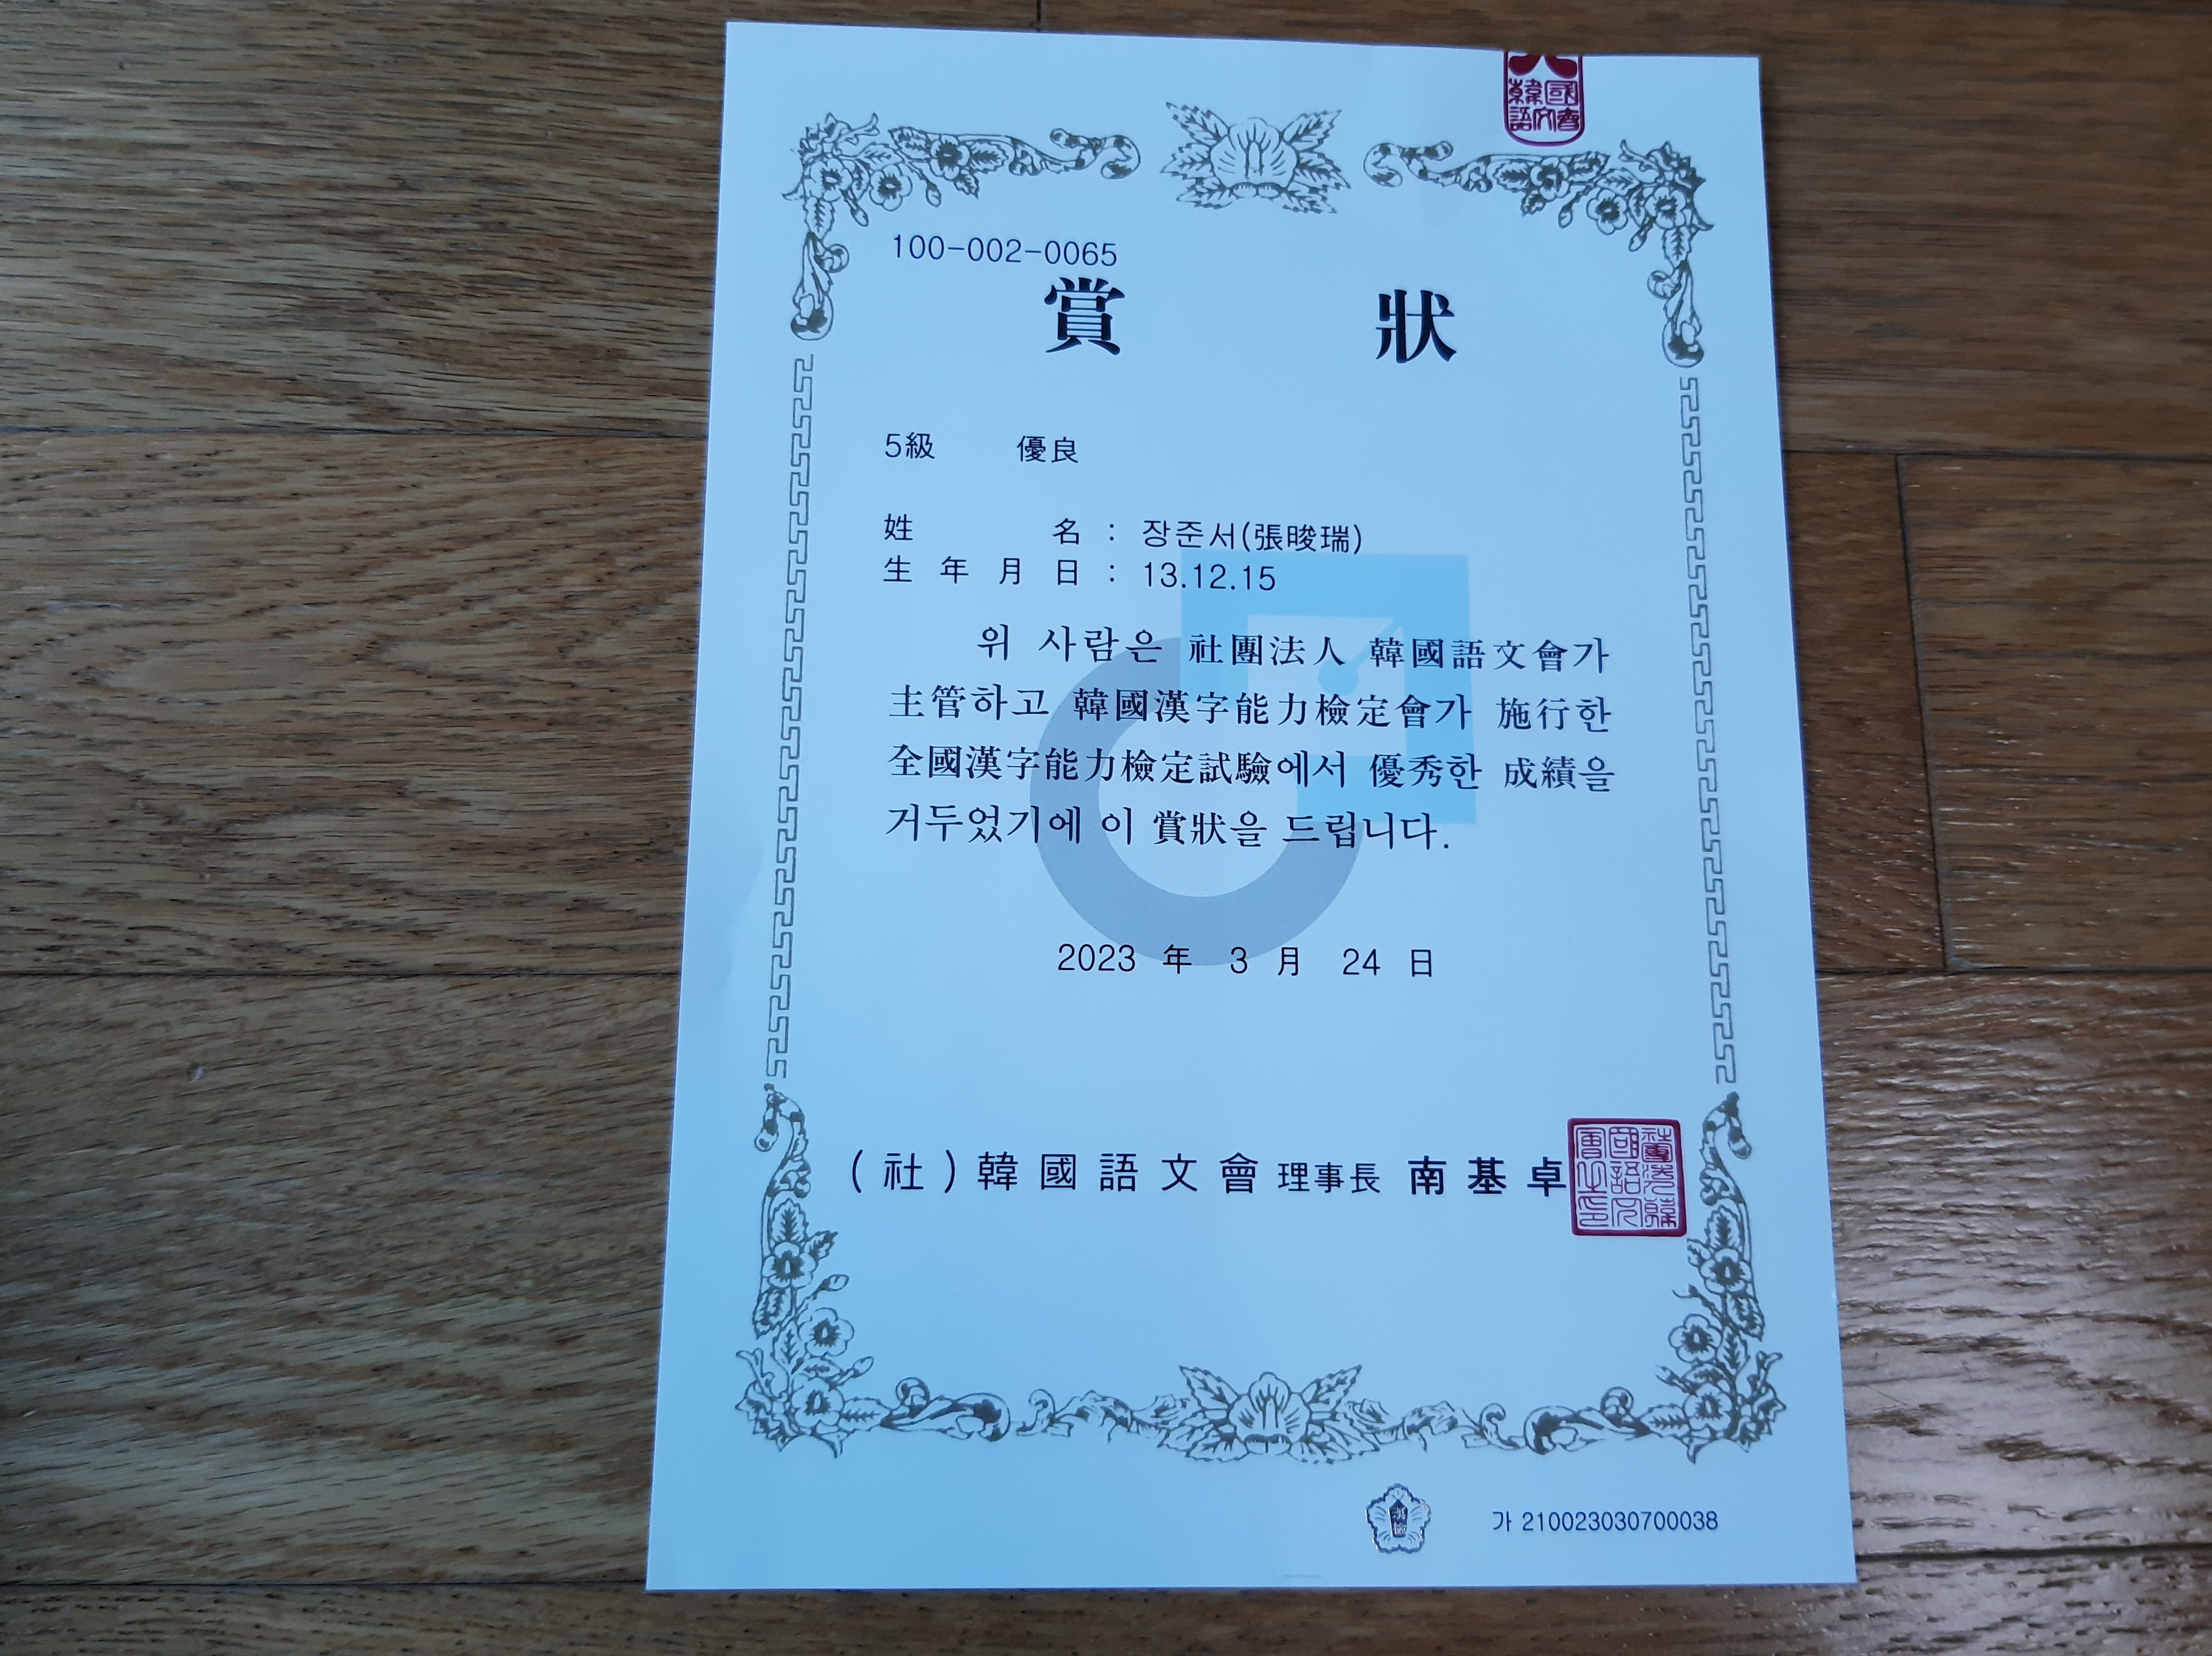 韓國
語文會
100-002-0065
賞 狀
5級 優良
姓 名 : 장준서(張晙瑞)
生 年 月 日 : 13.12.15
위 사람은 社團法人 韓國語文會가
主管하고 韓國漢字能力檢定會가 施行한
全國漢字能力檢定試驗에서 優秀한 成績을
거두었기에 이 賞狀을 드립니다.
2023 年 3 月 24 日
(社)韓國語文會 理事長 南基卓
가 210023030700038